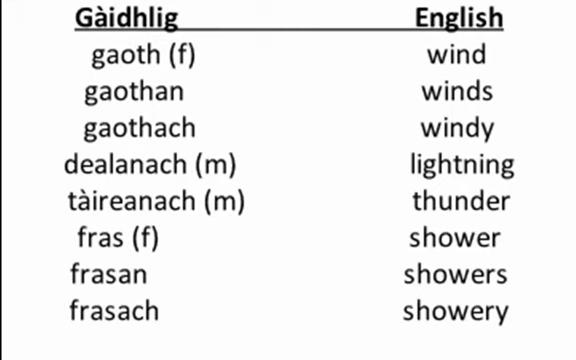 Gàidhlig English
gaoth (f) wind
gaothan winds
gaothach windy
dealanach (m) lightning
tàireanach (m) thunder
fras (f) shower
frasan showers
frasach showery